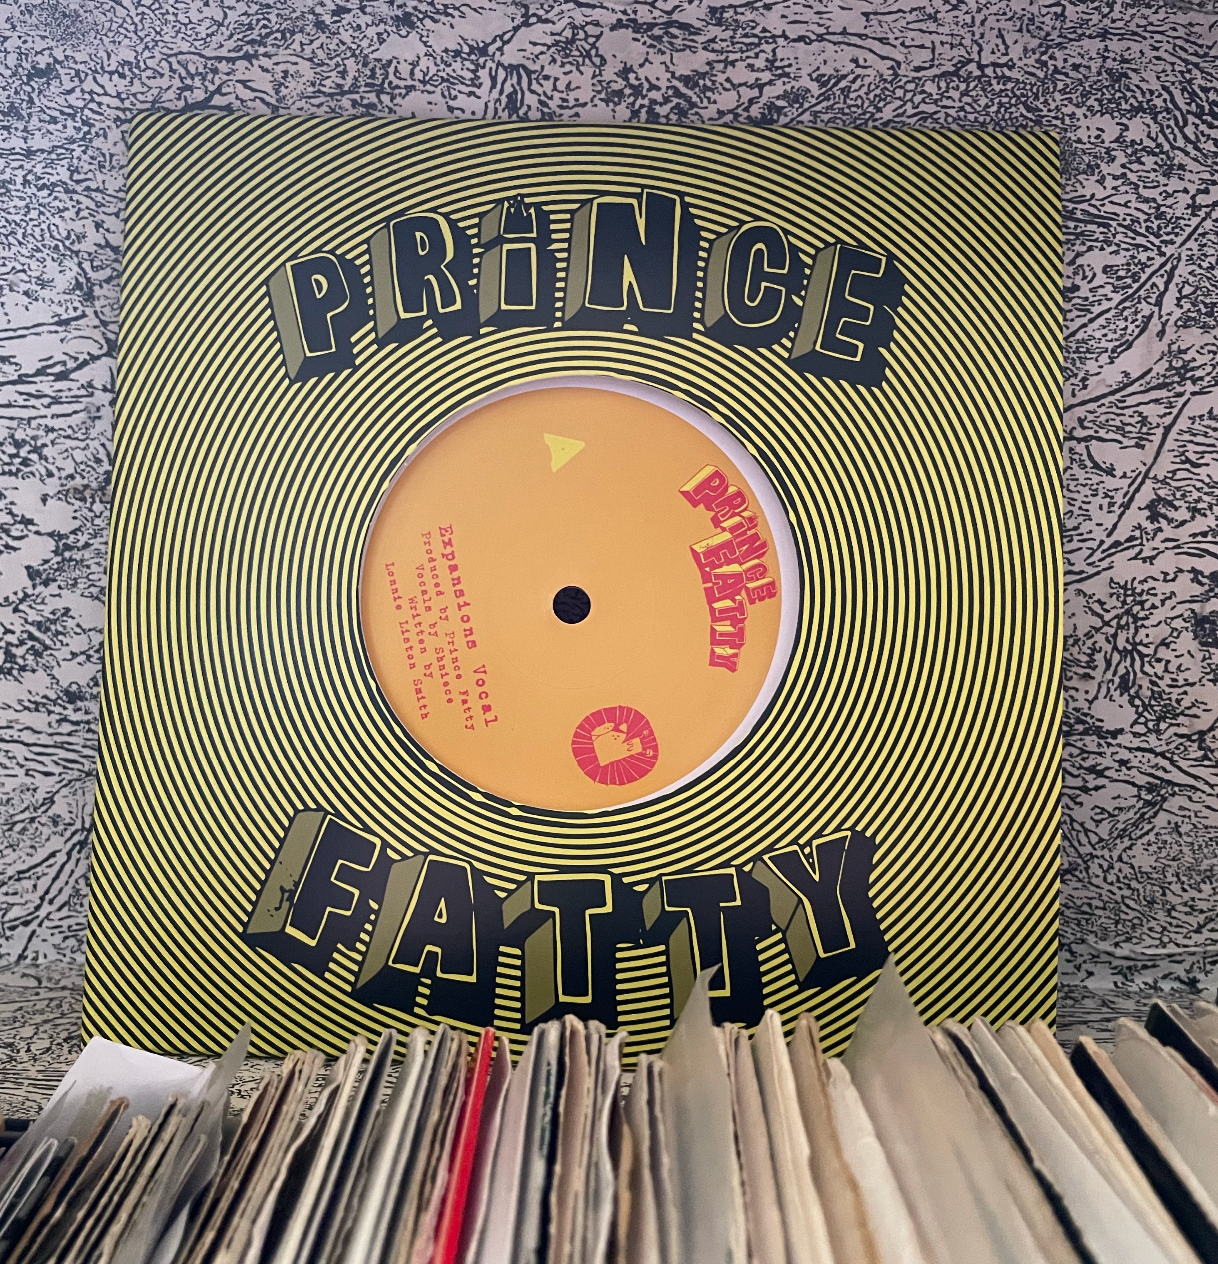 PRiNCE
FATTY
PRiNCE
FATTY
Expansions Vocal
Produced by Prince Fatty
Vocals by Shniece
Written by
Lonnie Liston Smith